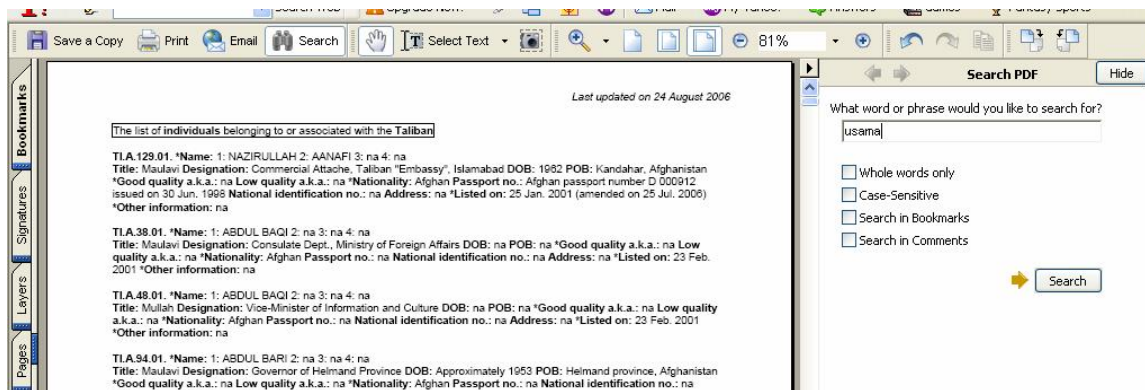 Save a Copy Print Email Search Select Text 81%
Bookmarks
Signatures
Layers
Pages
Last updated on 24 August 2006
The list of individuals belonging to or associated with the Taliban
TI.A.129.01. *Name: 1: NAZIRULLAH 2: AANAFI 3: na 4: na
Title: Maulavi Designation: Commercial Attache, Taliban "Embassy", Islamabad DOB: 1962 POB: Kandahar, Afghanistan
*Good quality a.k.a.: na Low quality a.k.a.: na *Nationality: Afghan Passport no.: Afghan passport number D 000912
issued on 30 Jun. 1998 National identification no.: na Address: na *Listed on: 25 Jan. 2001 (amended on 25 Jul. 2006)
*Other information: na
TI.A.38.01. *Name: 1: ABDUL BAQI 2: na 3: na 4: na
Title: Maulavi Designation: Consulate Dept., Ministry of Foreign Affairs DOB: na POB: na *Good quality a.k.a.: na Low
quality a.k.a.: na *Nationality: Afghan Passport no.: na National identification no.: na Address: na *Listed on: 23 Feb.
2001 *Other information: na
TI.A.48.01. *Name: 1: ABDUL BAQI 2: na 3: na 4: na
Title: Mullah Designation: Vice-Minister of Information and Culture DOB: na POB: na *Good quality a.k.a.: na Low quality
a.k.a.: na *Nationality: Afghan Passport no.: na National identification no.: na Address: na *Listed on: 23 Feb. 2001
*Other information: na
TI.A.94.01. *Name: 1: ABDUL BARI 2: na 3: na 4: na
Title: Maulavi Designation: Governor of Helmand Province DOB: Approximately 1953 POB: Helmand province, Afghanistan
*Good quality a.k.a.: na Low quality a.k.a.: na *Nationality: Afghan Passport no.: na National identification no.: na
Search PDF Hide
What word or phrase would you like to search for?
usama
Whole words only
Case-Sensitive
Search in Bookmarks
Search in Comments
Search